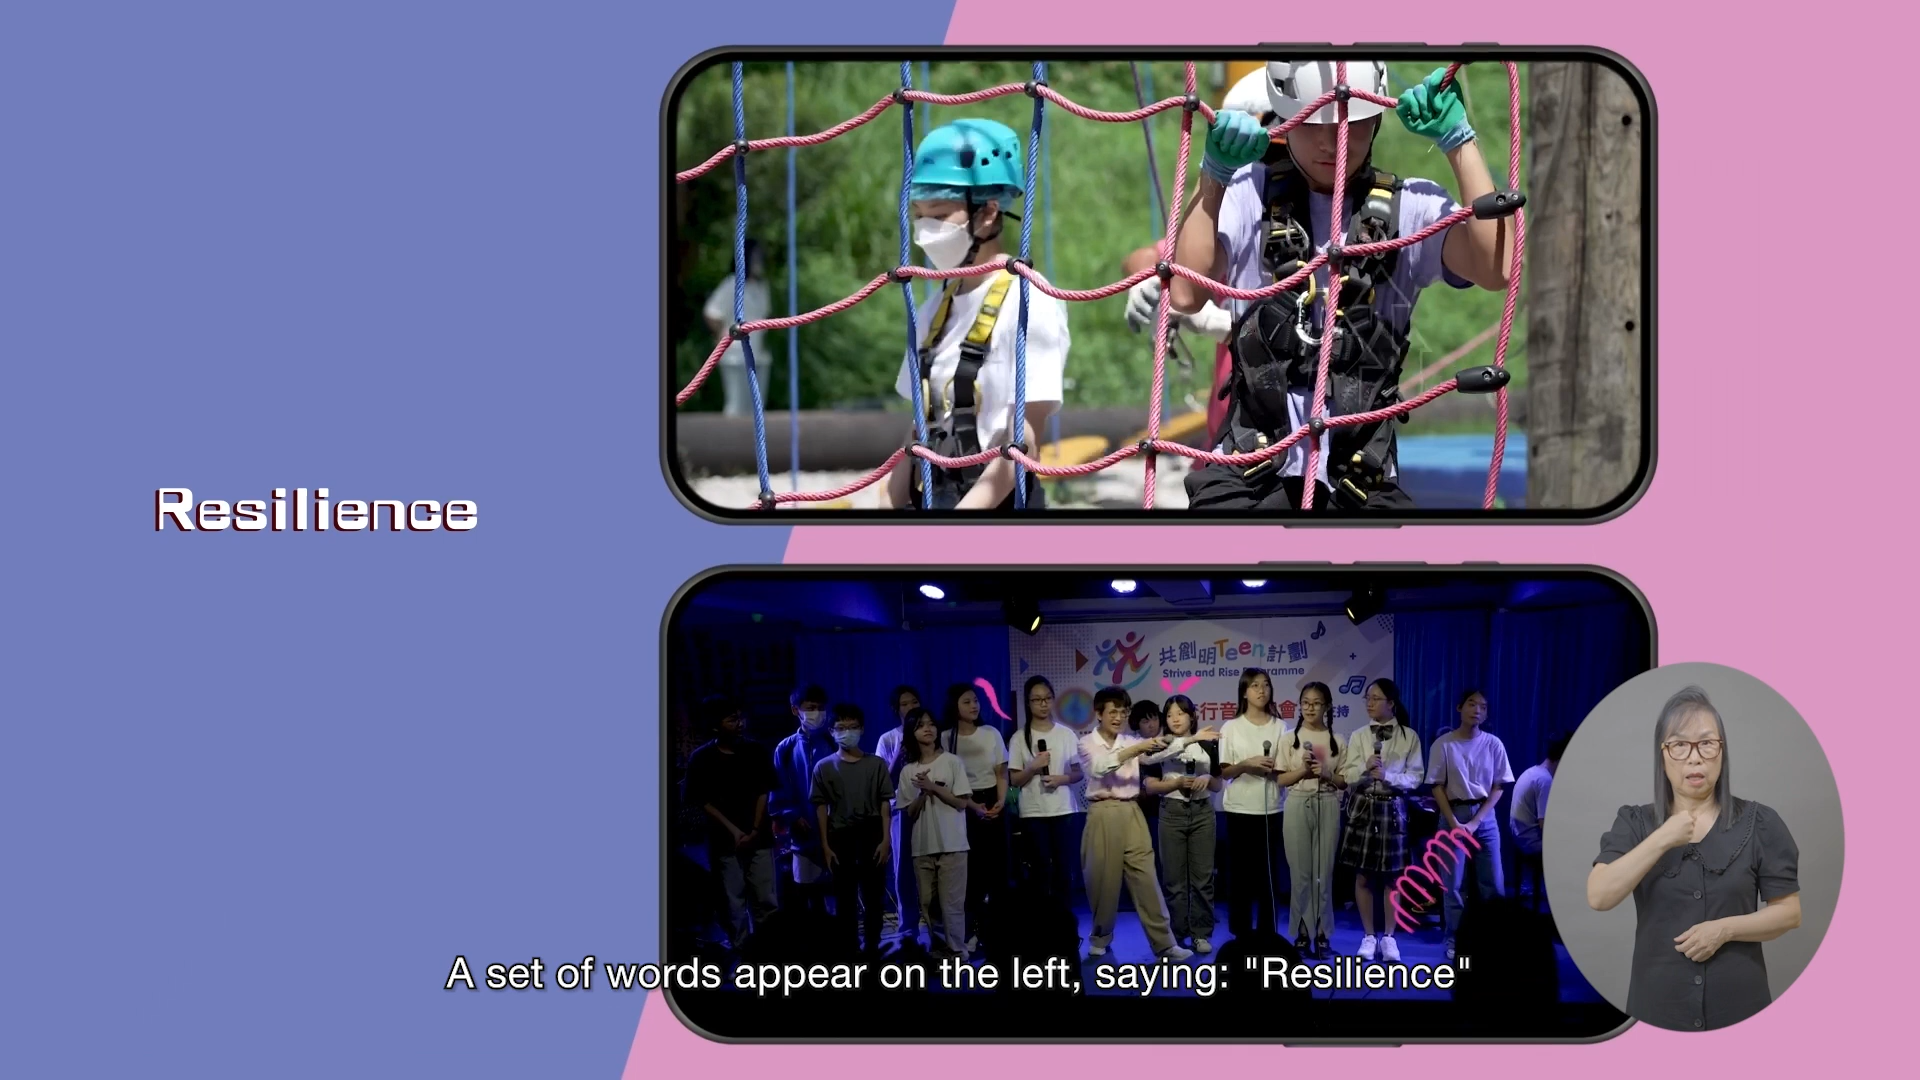 Resilience
共創明Teen計劃
Strive and Rise Programme
A set of words appear on the left, saying: "Resilience"